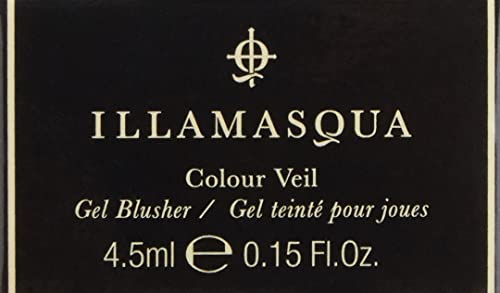 ILLAMASQUA
Colour Veil
Gel Blusher / Gel teinté pour joues
4.5ml ℮ 0.15 Fl.Oz.